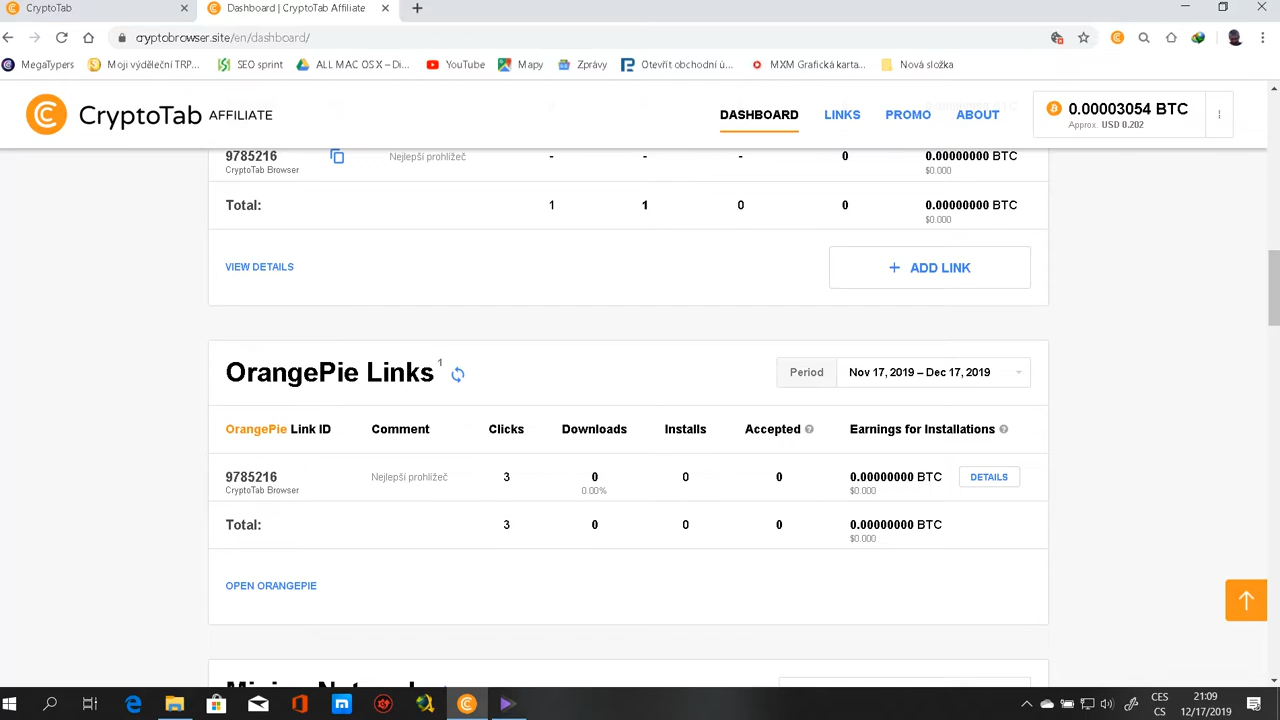 CryptoTab
Dashboard | CryptoTab Affiliate
cryptobrowser.site/en/dashboard/
MegaTypers Moji výděleční TRP... SEO sprint ALL MAC OS X – Di... YouTube Mapy Zprávy Otevřít obchodní ú... MXM Grafická karta... Nová složka
CryptoTab AFFILIATE DASHBOARD LINKS PROMO ABOUT 0.00003054 BTC
Approx. USD 0.202
9785216 Nejlepší prohlížeč - - - 0 0.00000000 BTC
CryptoTab Browser $0.000
Total: 1 1 0 0 0.00000000 BTC
$0.000
VIEW DETAILS + ADD LINK
OrangePie Links 1 Period Nov 17, 2019 – Dec 17, 2019
OrangePie Link ID Comment Clicks Downloads Installs Accepted Earnings for Installations
9785216 Nejlepší prohlížeč 3 0 0 0 0.00000000 BTC DETAILS
CryptoTab Browser 0.00% $0.000
Total: 3 0 0 0 0.00000000 BTC
$0.000
OPEN ORANGEPIE
CES 21:09
CS 12/17/2019